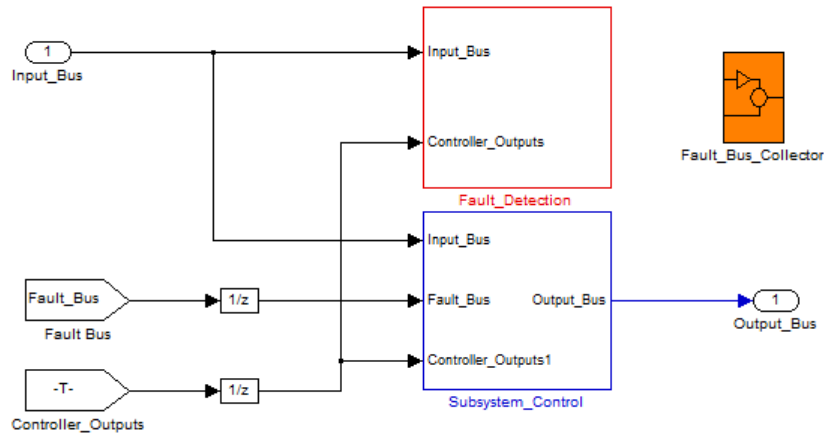 1
Input_Bus
Input_Bus
Controller_Outputs
Fault_Detection
Fault_Bus_Collector
Input_Bus
Fault_Bus
Output_Bus
Controller_Outputs1
Subsystem_Control
Fault_Bus
Fault Bus
1/z
-T-
Controller_Outputs
1/z
1
Output_Bus